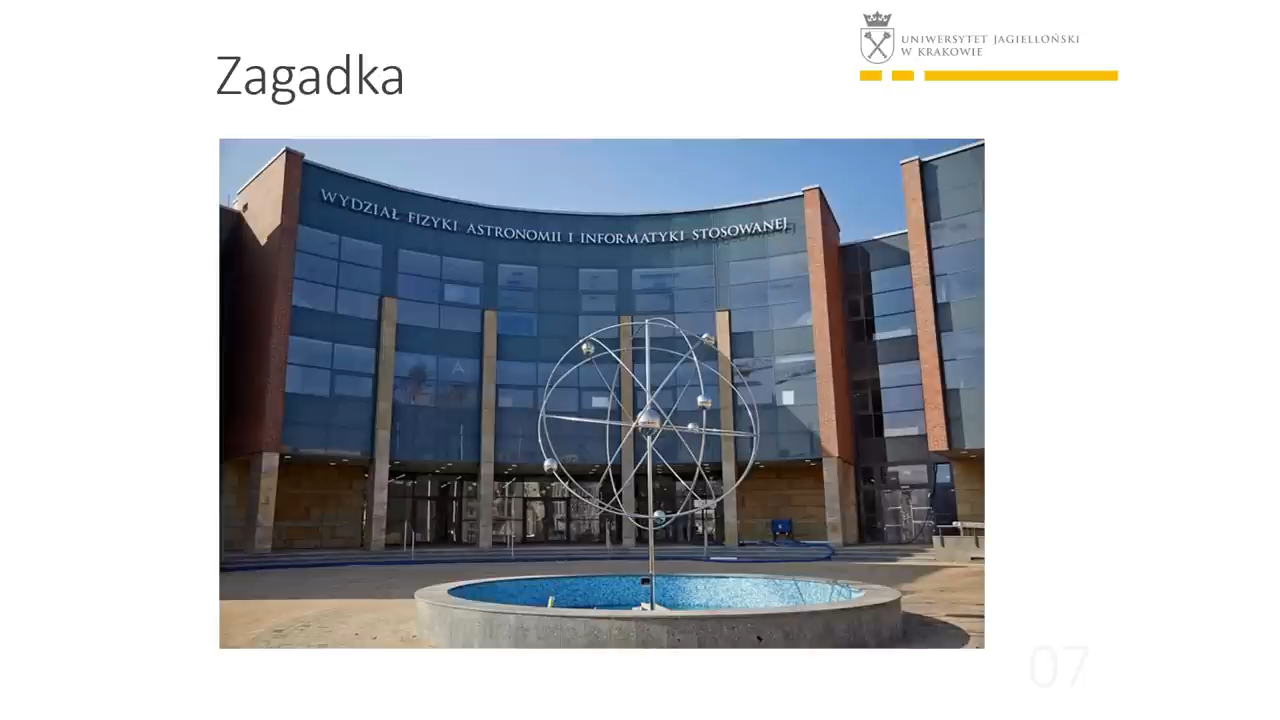 Zagadka
UNIWERSYTET JAGIELLOŃSKI
W KRAKOWIE
WYDZIAŁ FIZYKI ASTRONOMII I INFORMATYKI STOSOWANEJ
A
07